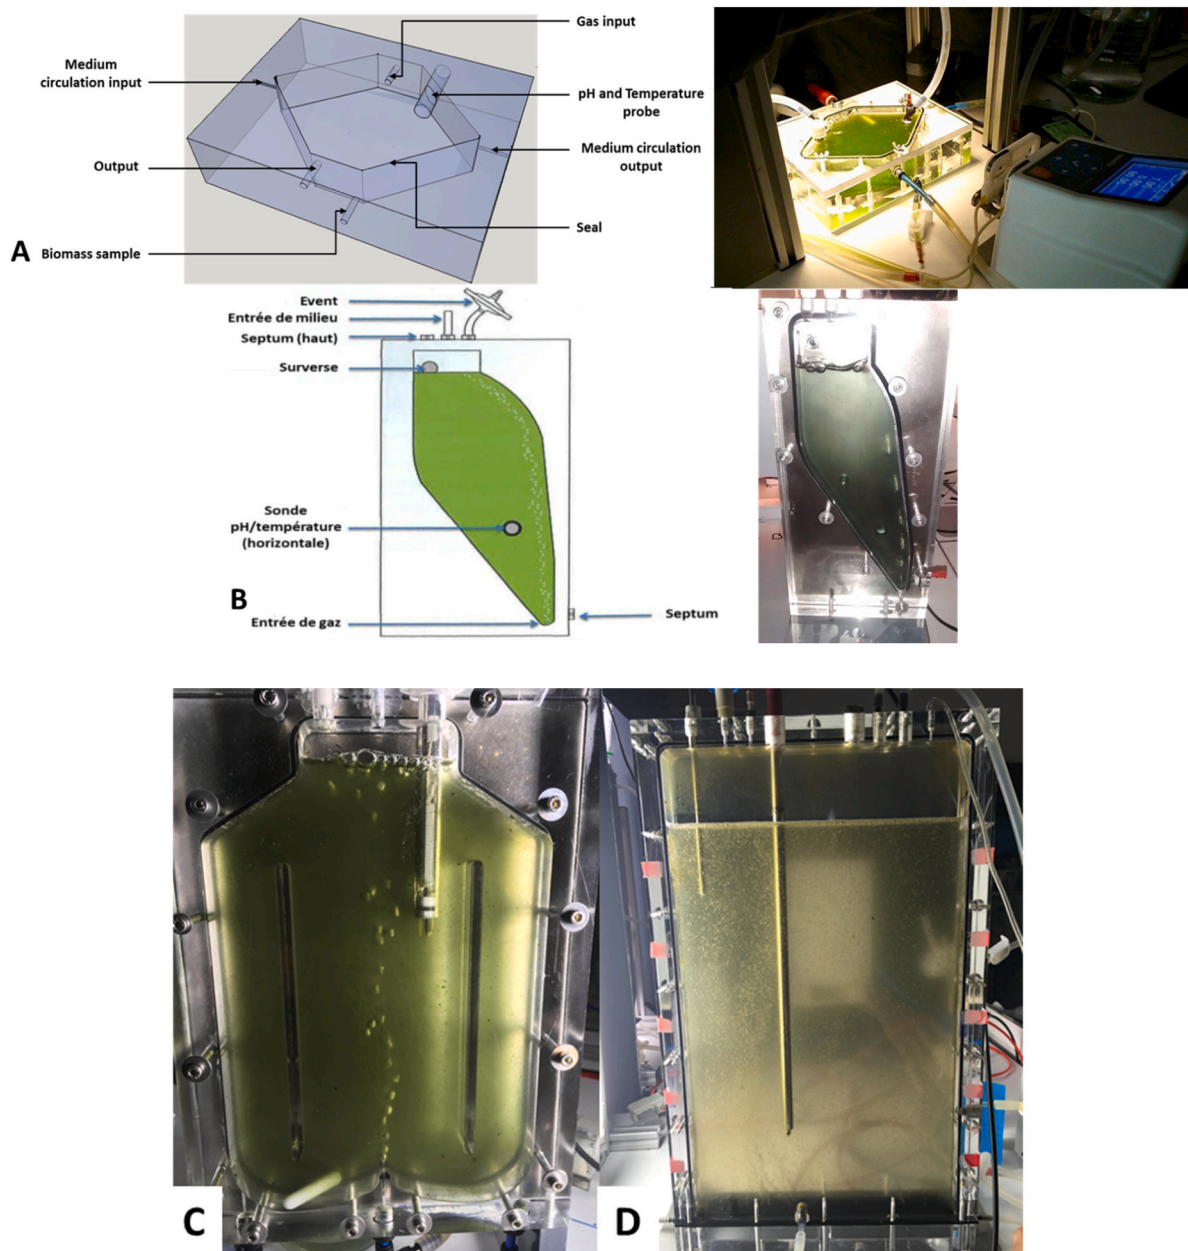 Gas input
Medium
circulation input
pH and Temperature
probe
Medium circulation
output
Output
Seal
A
Biomass sample
Event
Entrée de milieu
Septum (haut)
Surverse
Sonde
pH/température
(horizontale)
B
Entrée de gaz
Septum
C
D